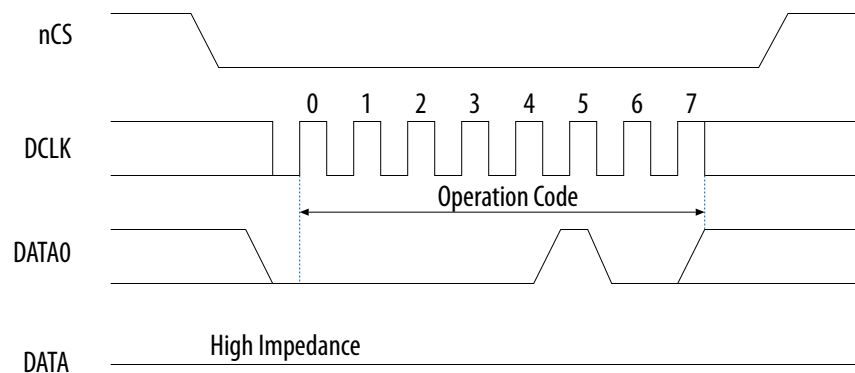 nCS
0 1 2 3 4 5 6 7
DCLK
Operation Code
DATA0
High Impedance
DATA